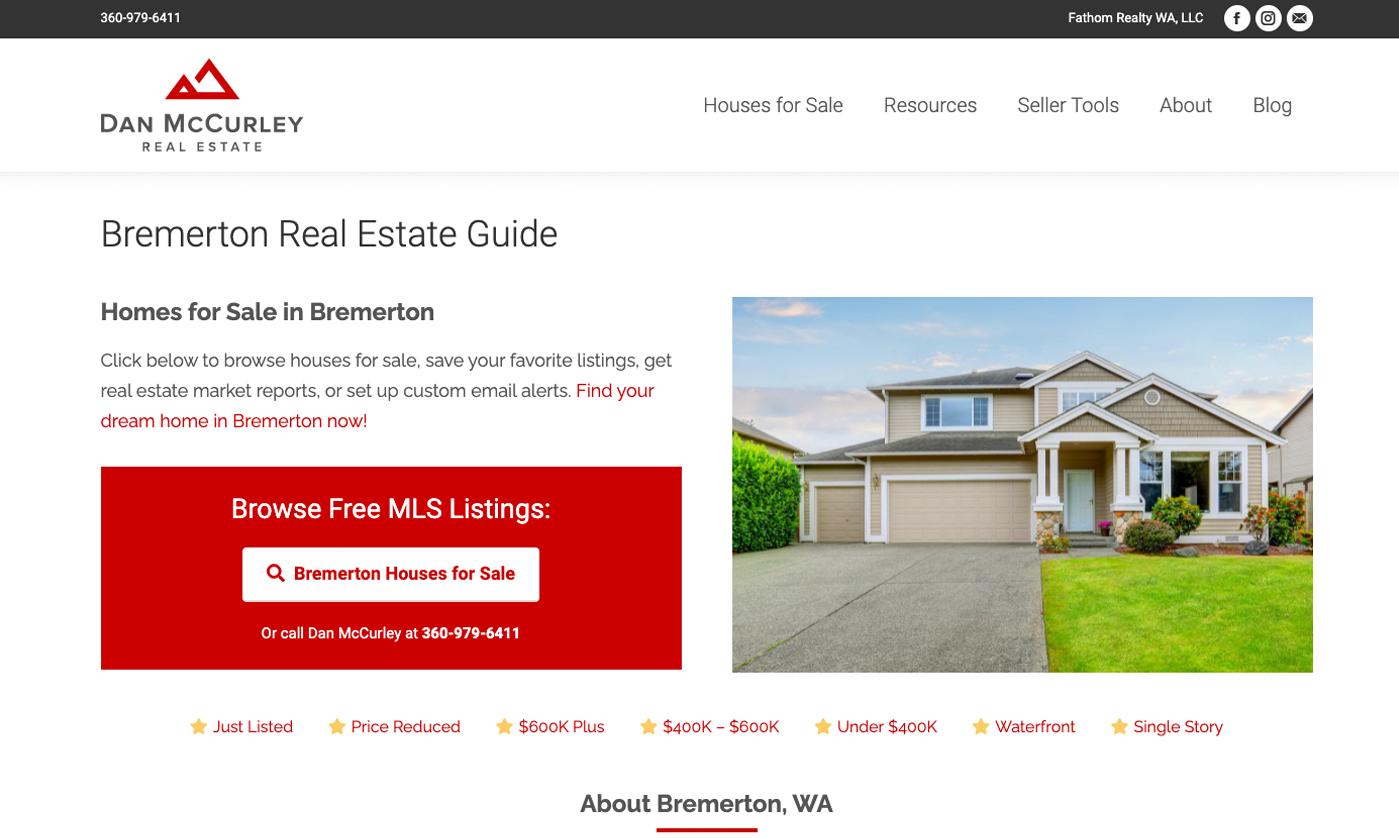 360-979-6411
Fathom Realty WA, LLC
DAN MCCURLEY
REAL ESTATE
Houses for Sale
Resources
Seller Tools
About
Blog
Bremerton Real Estate Guide
Homes for Sale in Bremerton
Click below to browse houses for sale, save your favorite listings, get
real estate market reports, or set up custom email alerts. Find your
dream home in Bremerton now!
Browse Free MLS Listings:
Bremerton Houses for Sale
Or call Dan McCurley at 360-979-6411
Just Listed
Price Reduced
$600K Plus
$400K – $600K
Under $400K
Waterfront
Single Story
About Bremerton, WA